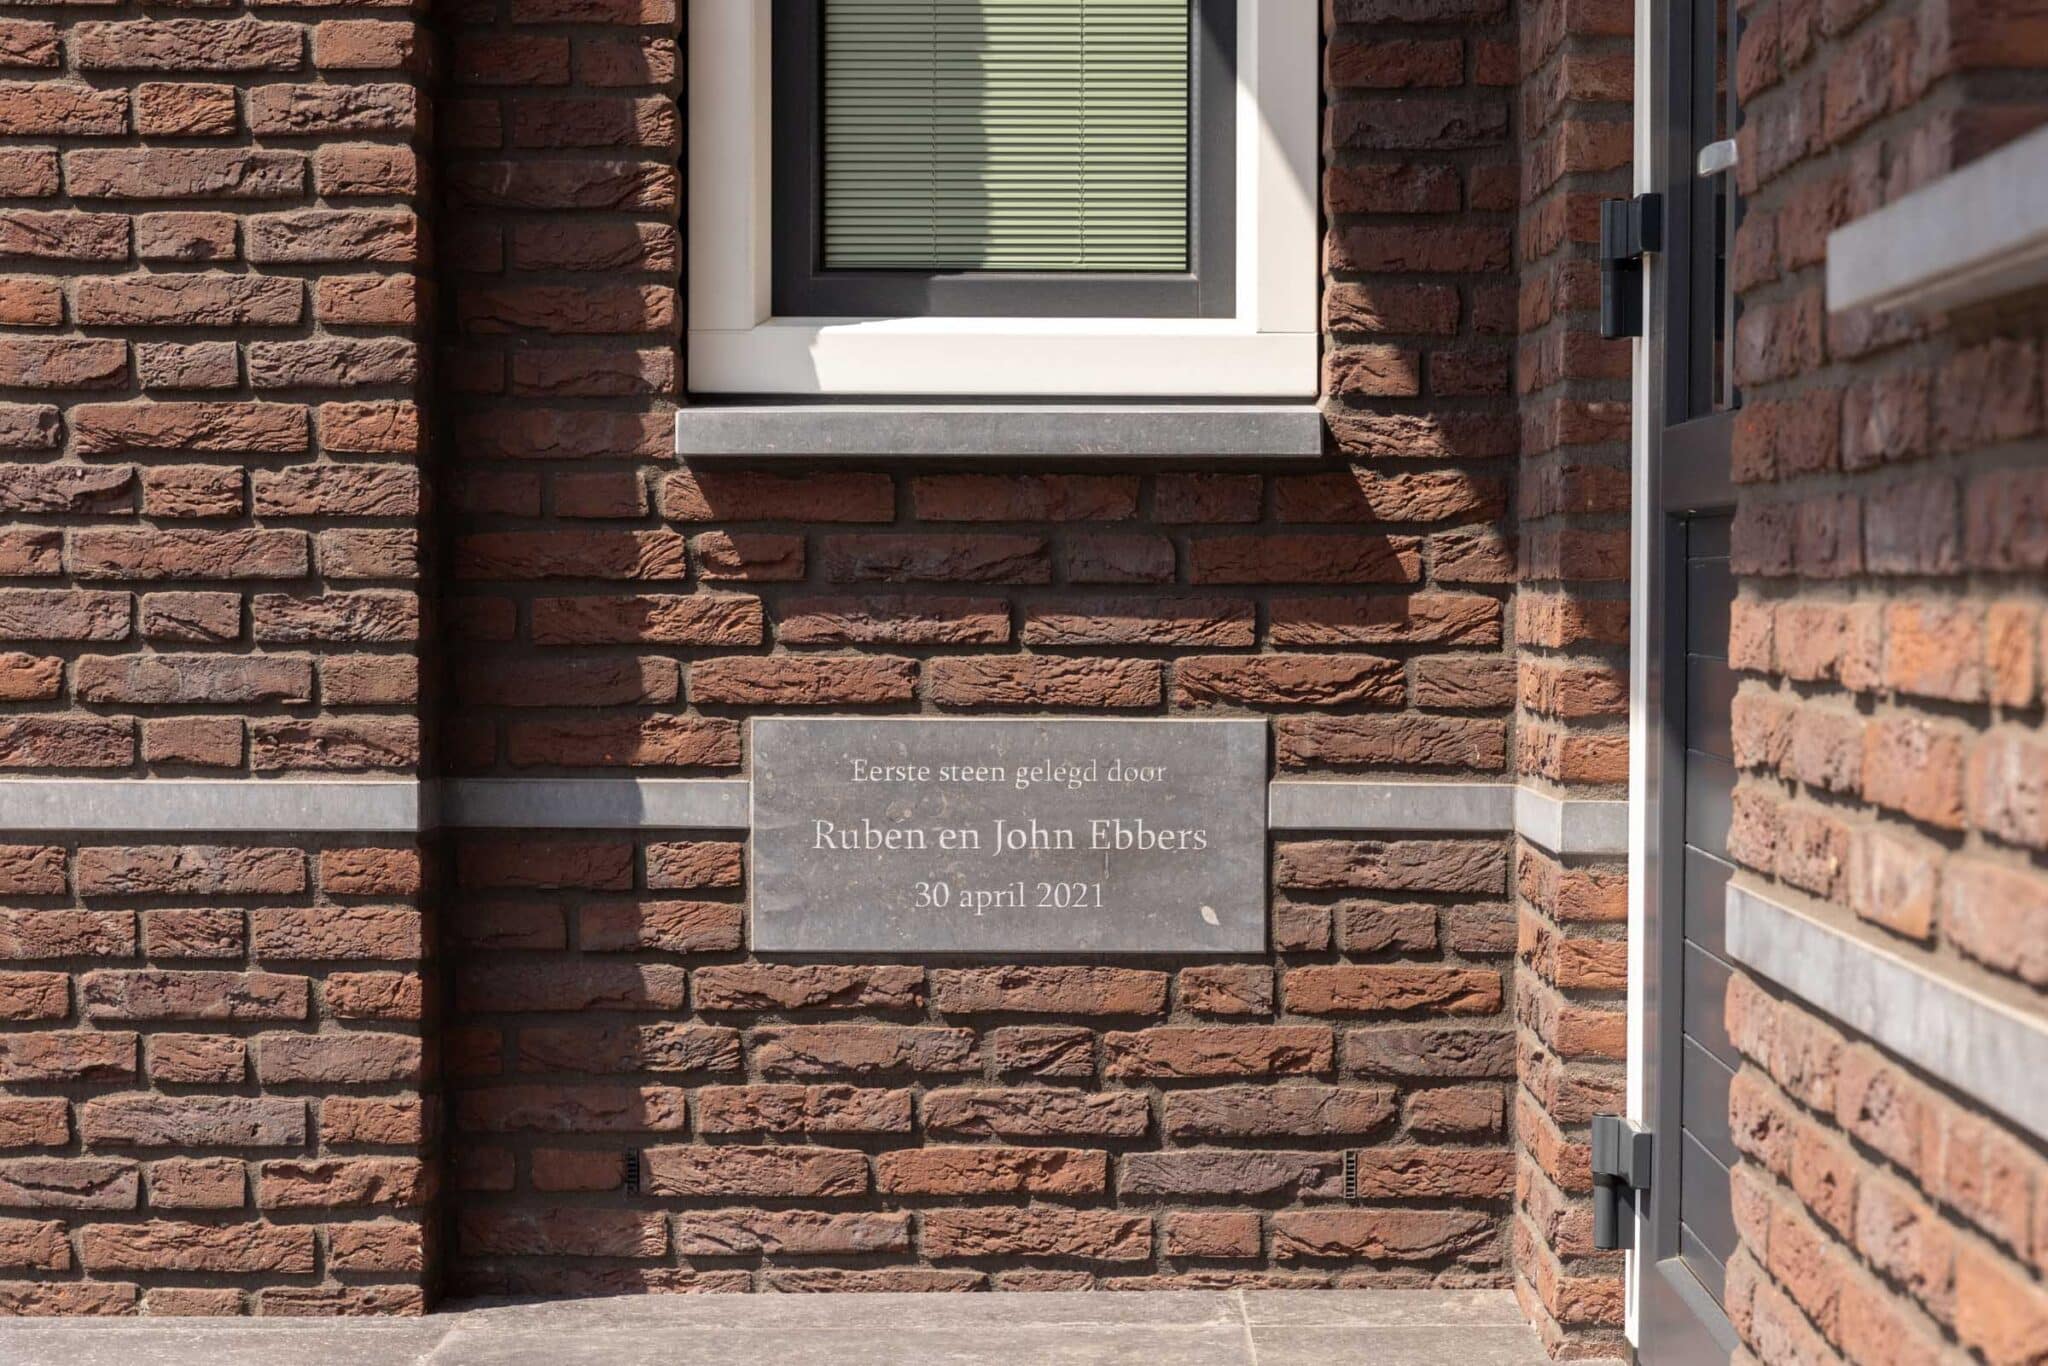 Eerste steen gelegd door
Ruben en John Ebbers
30 april 2021